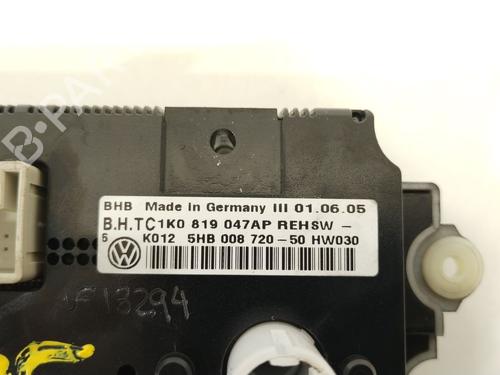 BHB Made in Germany III 01.06.05
B.H.TC1K0 819 047AP REHSW -
5 K012 5HB 008 720-50 HW030
B-PARTS